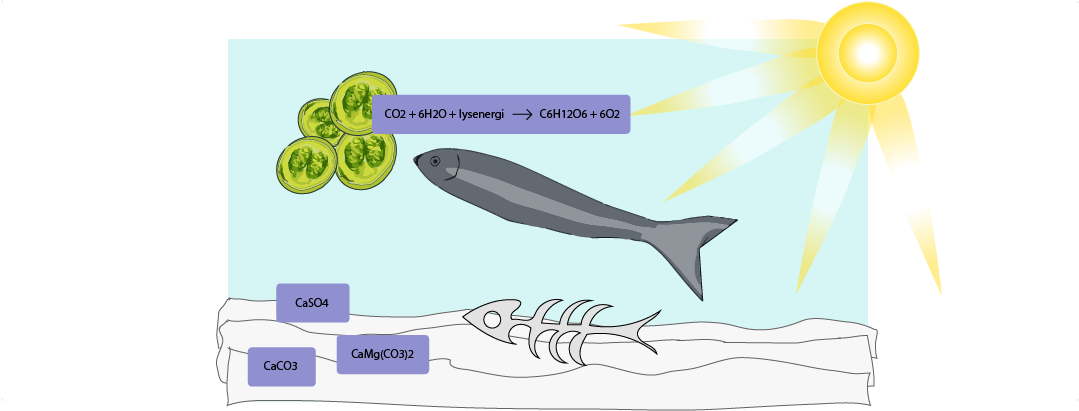 CO2 + 6H2O + lysenergi → C6H12O6 + 6O2
CaSO4
CaMg(CO3)2
CaCO3